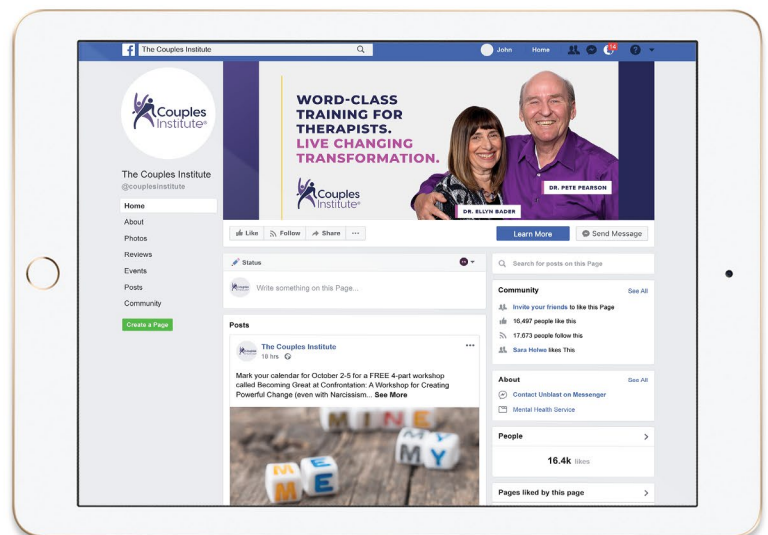 The Couples Institute
John
Home
14
Couples
Institute®
WORD-CLASS
TRAINING FOR
THERAPISTS.
LIVE CHANGING
TRANSFORMATION.
Couples
Institute®
DR. ELLYN BADER
DR. PETE PEARSON
The Couples Institute
@couplesinstitute
Home
About
Photos
Reviews
Events
Posts
Community
Create a Page
Like
Follow
Share
Learn More
Send Message
Status
Write something on this Page...
Posts
The Couples Institute
18 hrs
Mark your calendar for October 2-5 for a FREE 4-part workshop
called Becoming Great at Confrontation: A Workshop for Creating
Powerful Change (even with Narcissism... See More
MINE
MY
MY
ME
ME
Search for posts on this Page
Community
See All
Invite your friends to like this Page
16,497 people like this
17,673 people follow this
Sara Holwe likes This
About
See All
Contact Unblast on Messenger
Mental Health Service
People
16.4k likes
Pages liked by this page